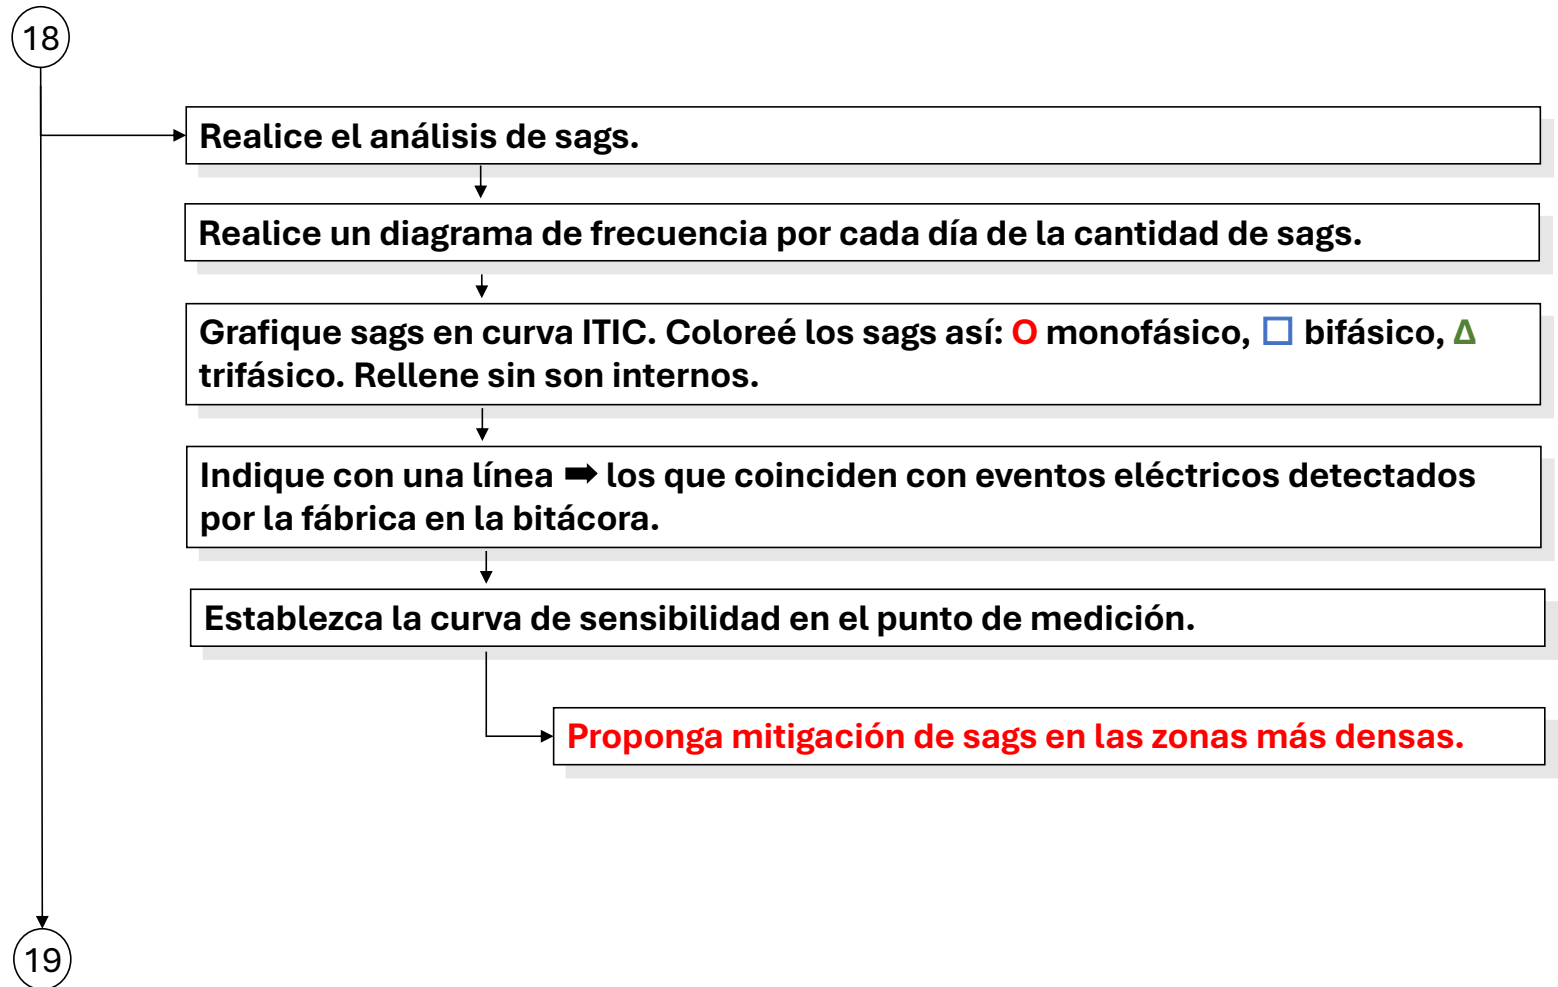 18
Realice el análisis de sags.
Realice un diagrama de frecuencia por cada día de la cantidad de sags.
Grafique sags en curva ITIC. Coloreé los sags así: O monofásico, □ bifásico, Δ
trifásico. Rellene sin son internos.
Indique con una línea ➡ los que coinciden con eventos eléctricos detectados
por la fábrica en la bitácora.
Establezca la curva de sensibilidad en el punto de medición.
Proponga mitigación de sags en las zonas más densas.
19